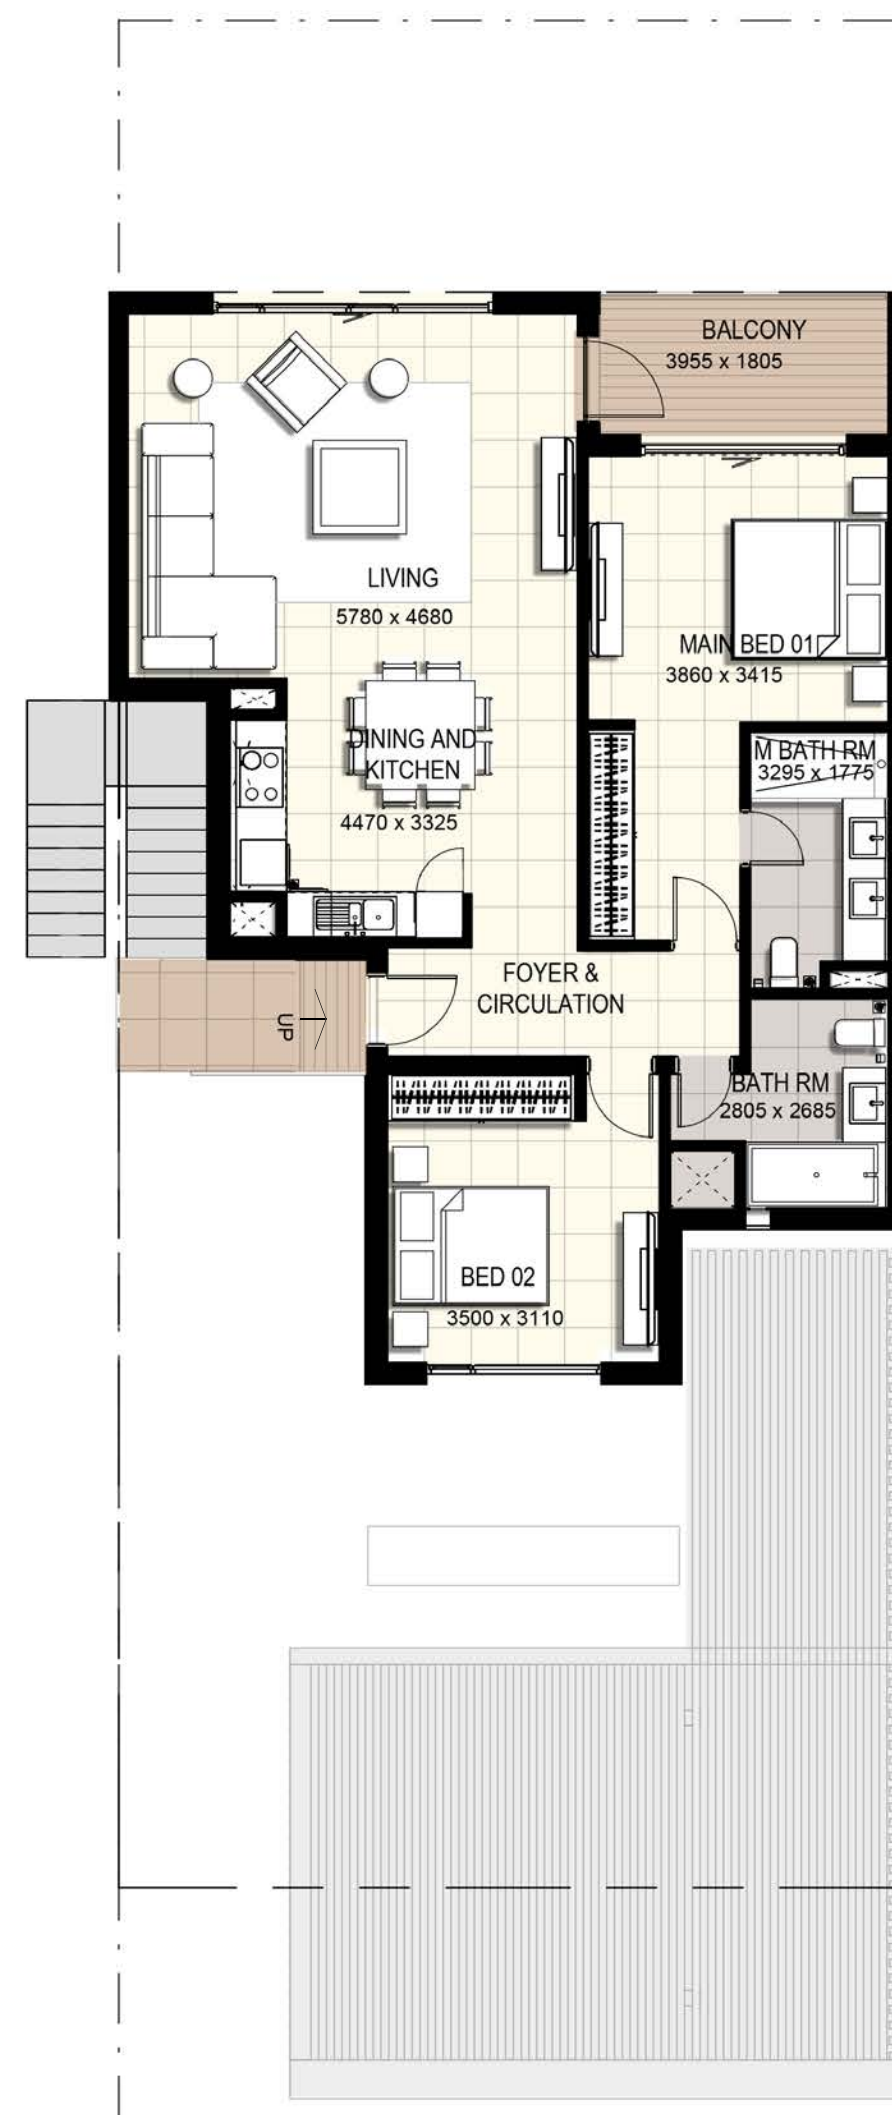 BALCONY
3955 x 1805
LIVING
5780 x 4680
MAIN BED 01
3860 x 3415
DINING AND
KITCHEN
4470 x 3325
M BATH RM
3295 x 1775
FOYER &
CIRCULATION
UP
BATH RM
2805 x 2685
BED 02
3500 x 3110